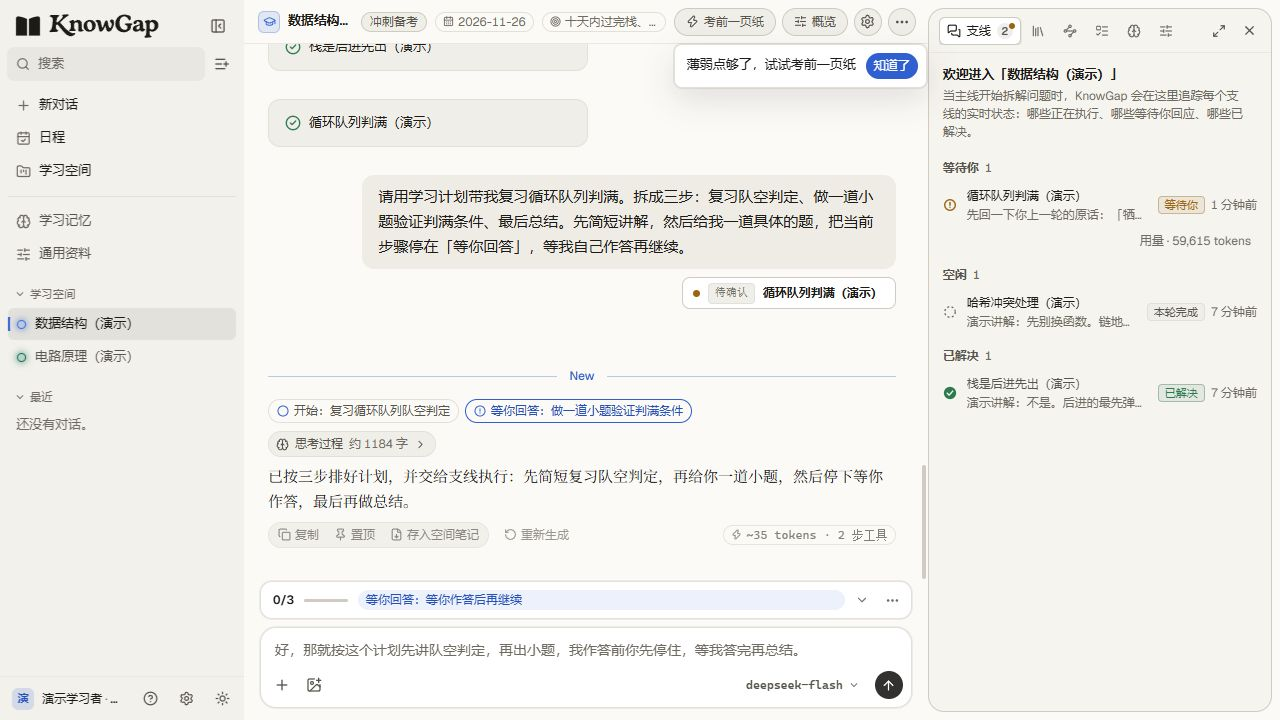 KnowGap
搜索
新对话
日程
学习空间
学习记忆
通用资料
学习空间
数据结构（演示）
电路原理（演示）
最近
还没有对话。
演 演示学习者 · ...
数据结构... 冲刺备考 2026-11-26 十天内过完栈、... 考前一页纸 概览
薄弱点够了，试试考前一页纸 知道了
栈是后进先出（演示）
循环队列判满（演示）
请用学习计划带我复习循环队列判满。拆成三步：复习队空判定、做一道小
题验证判满条件、最后总结。先简短讲解，然后给我一道具体的题，把当前
步骤停在「等你回答」，等我自己作答再继续。
待确认 循环队列判满（演示）
New
开始：复习循环队列队空判定 等你回答：做一道小题验证判满条件
思考过程 约 1184 字
已按三步排好计划，并交给支线执行：先简短复习队空判定，再给你一道小题，然后停下等你
作答，最后再做总结。
复制 置顶 存入空间笔记 重新生成 ~35 tokens · 2 步工具
0/3 等你回答：等你作答后再继续
好，那就按这个计划先讲队空判定，再出小题，我作答前你先停住，等我答完再总结。
deepseek-flash
支线 2
欢迎进入「数据结构（演示）」
当主线开始拆解问题时，KnowGap 会在这里追踪每个支
线的实时状态：哪些正在执行、哪些等待你回应、哪些已
解决。
等待你 1
循环队列判满（演示） 等待你 1 分钟前
先回一下你上一轮的原话：「牺...
用量 · 59,615 tokens
空闲 1
哈希冲突处理（演示） 本轮完成 7 分钟前
演示讲解：先别换函数。链地...
已解决 1
栈是后进先出（演示） 已解决 7 分钟前
演示讲解：不是。后进的最先弹...